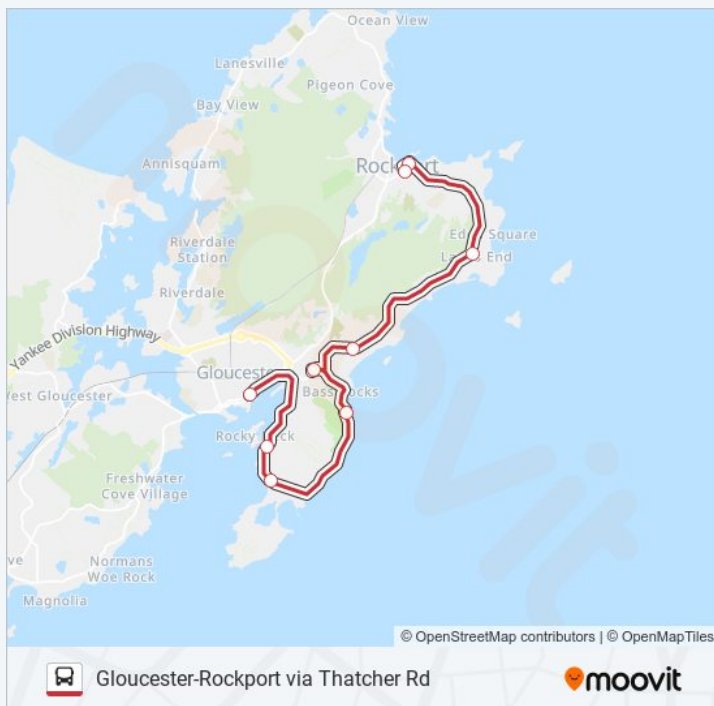 Ocean View
Lanesville
Pigeon Cove
Bay View
Annisquam
Rockport
Riverdale
Station
Riverdale
Square
Lands End
Yankee Division Highway
Gloucester
West Gloucester
Bass Rocks
Rocky Neck
Freshwater
Cove Village
Normans
Woe Rock
Magnolia
moovit
© OpenStreetMap contributors | © OpenMapTiles
Gloucester-Rockport via Thatcher Rd
moovit